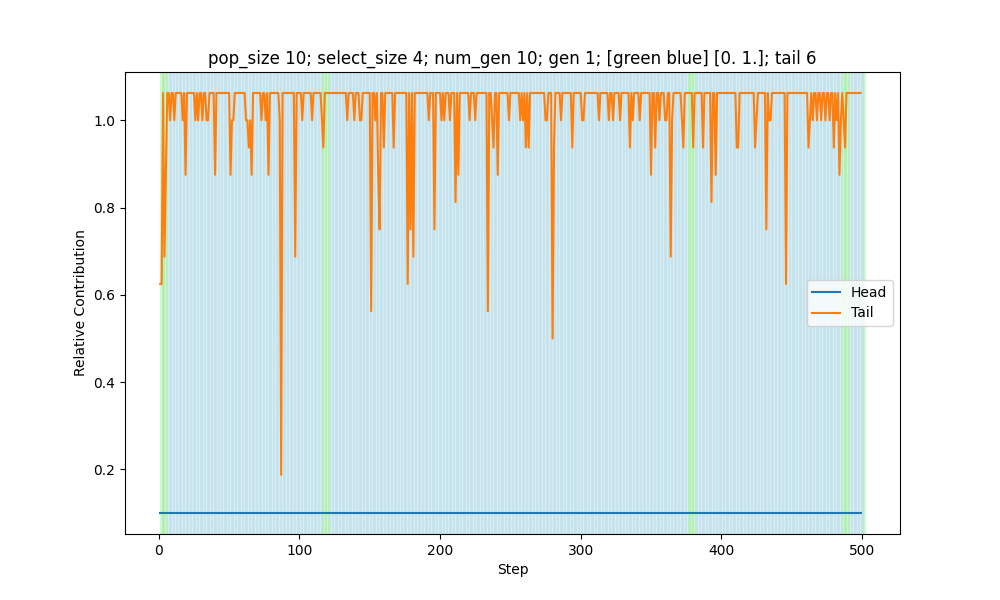 pop_size 10; select_size 4; num_gen 10; gen 1; [green blue] [0. 1.]; tail 6
Relative Contribution
1.0
0.8
0.6
0.4
0.2
Head
Tail
0 100 200 300 400 500
Step